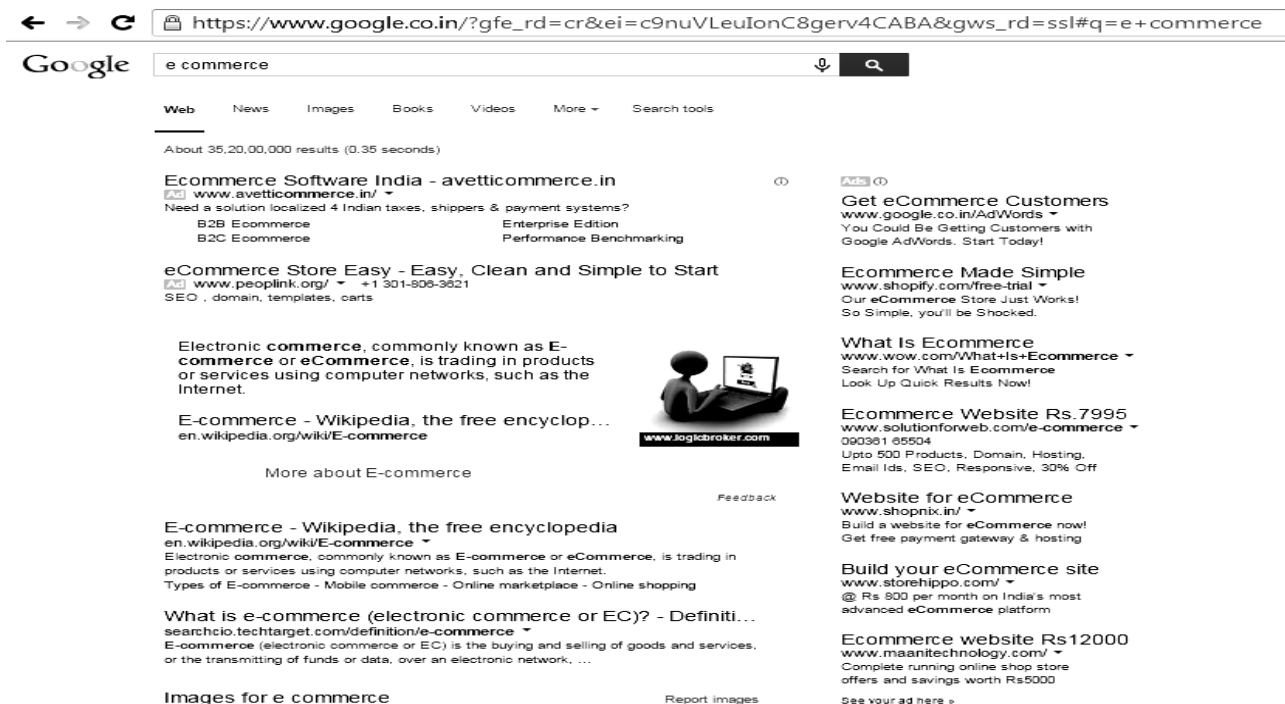 https://www.google.co.in/?gfe_rd=cr&ei=c9nuVLeuIonC8gerv4CABA&gws_rd=ssl#q=e+commerce
Google
e commerce
Web News Images Books Videos More Search tools
About 35,20,00,000 results (0.35 seconds)
Ecommerce Software India - avetticommerce.in
Ad www.avetticommerce.in/
Need a solution localized 4 Indian taxes, shippers & payment systems?
B2B Ecommerce Enterprise Edition
B2C Ecommerce Performance Benchmarking
eCommerce Store Easy - Easy, Clean and Simple to Start
Ad www.peoplink.org/ +1 301-806-3621
SEO , domain, templates, carts
Electronic commerce, commonly known as E-
commerce or eCommerce, is trading in products
or services using computer networks, such as the
Internet.
E-commerce - Wikipedia, the free encyclop...
en.wikipedia.org/wiki/E-commerce
www.logicbroker.com
More about E-commerce
Feedback
E-commerce - Wikipedia, the free encyclopedia
en.wikipedia.org/wiki/E-commerce
Electronic commerce, commonly known as E-commerce or eCommerce, is trading in
products or services using computer networks, such as the Internet.
Types of E-commerce - Mobile commerce - Online marketplace - Online shopping
What is e-commerce (electronic commerce or EC)? - Definiti...
searchcio.techtarget.com/definition/e-commerce
E-commerce (electronic commerce or EC) is the buying and selling of goods and services,
or the transmitting of funds or data, over an electronic network, ...
Images for e commerce Report images
Ads
Get eCommerce Customers
www.google.co.in/AdWords
You Could Be Getting Customers with
Google AdWords. Start Today!
Ecommerce Made Simple
www.shopify.com/free-trial
Our eCommerce Store Just Works!
So Simple, you'll be Shocked.
What Is Ecommerce
www.wow.com/What+Is+Ecommerce
Search for What Is Ecommerce
Look Up Quick Results Now!
Ecommerce Website Rs.7995
www.solutionforweb.com/e-commerce
090361 65504
Upto 500 Products, Domain, Hosting,
Email Ids, SEO, Responsive, 30% Off
Website for eCommerce
www.shopnix.in/
Build a website for eCommerce now!
Get free payment gateway & hosting
Build your eCommerce site
www.storehippo.com/
@ Rs 800 per month on India's most
advanced eCommerce platform
Ecommerce website Rs12000
www.maanitechnology.com/
Complete running online shop store
offers and savings worth Rs5000
See your ad here »